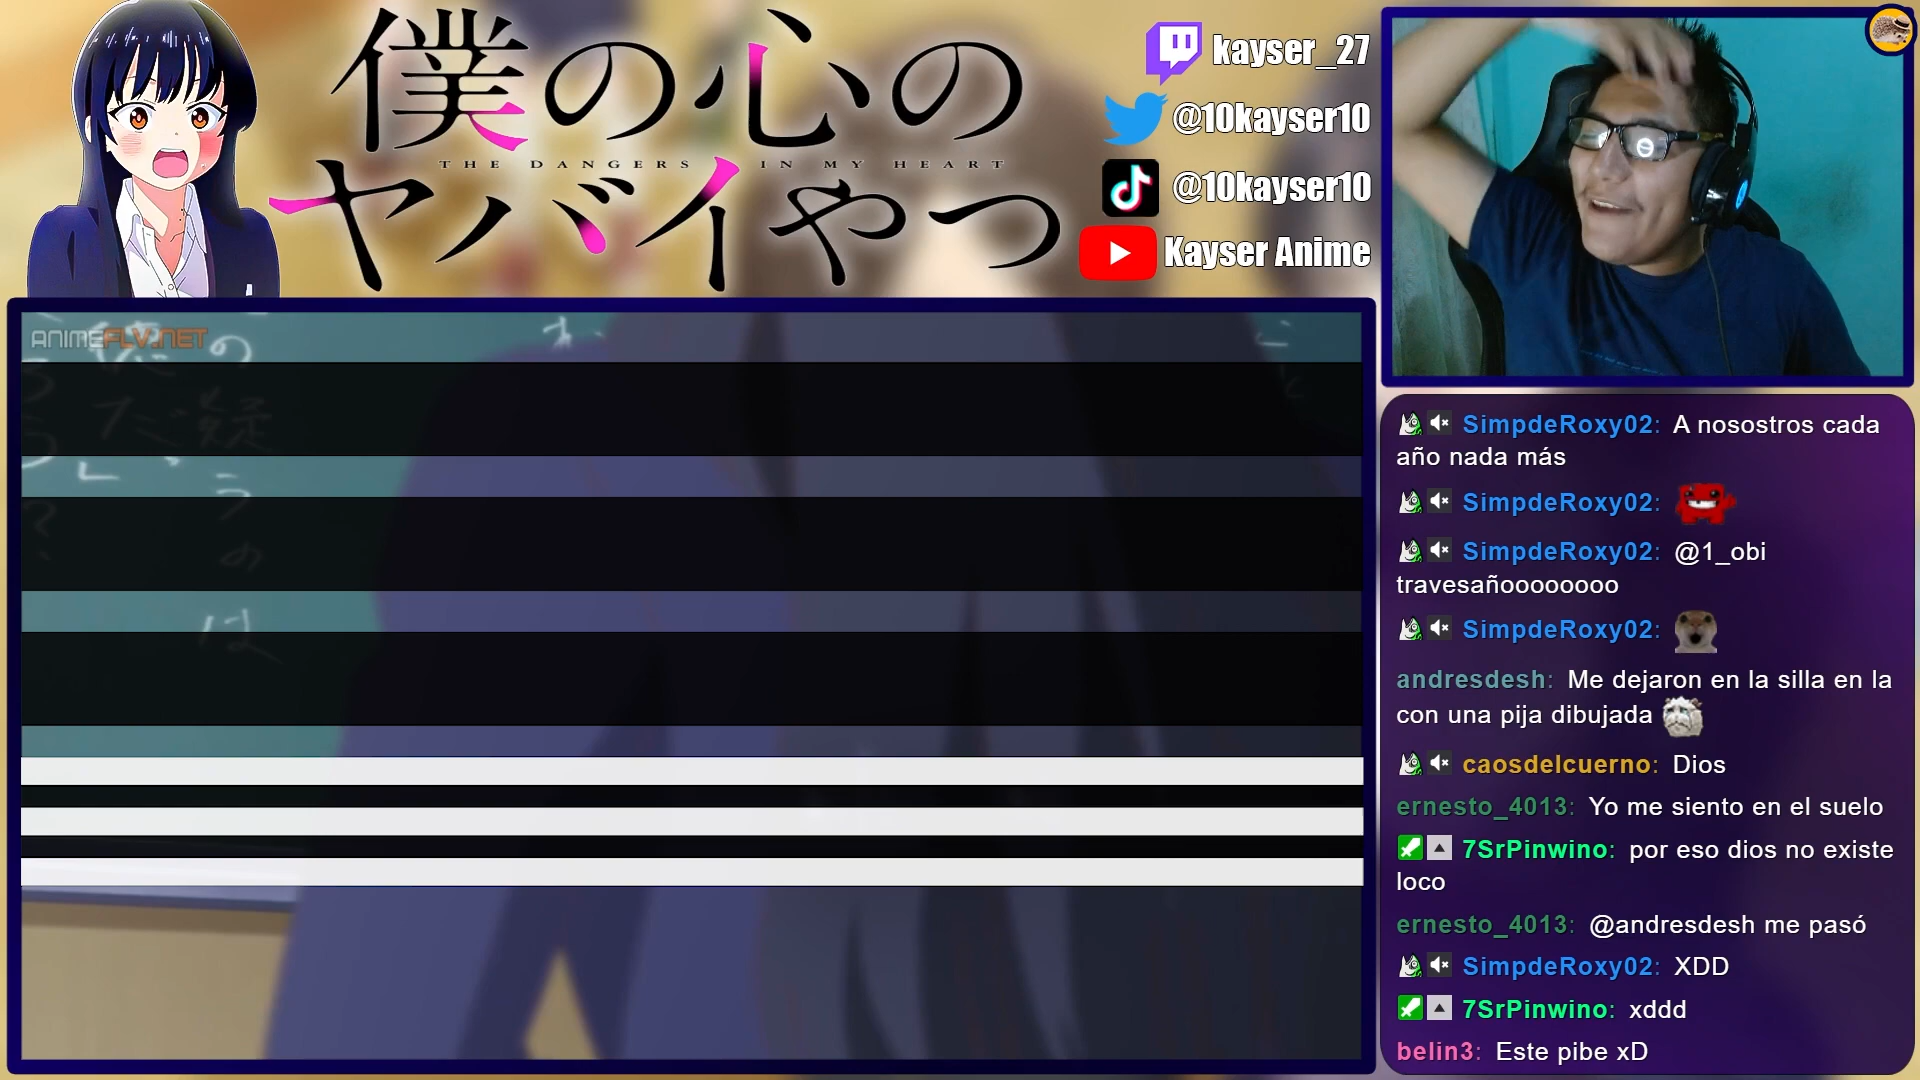 僕の心の
THE DANGERS IN MY HEART
ヤバイやつ
kayser_27
@10kayser10
@10kayser10
Kayser Anime
ANIMEFLV.NET
SimpdeRoxy02: A nosostros cada
año nada más
SimpdeRoxy02:
SimpdeRoxy02: @1_obi
travesañoooooooo
SimpdeRoxy02:
andresdesh: Me dejaron en la silla en la
con una pija dibujada
caosdelcuerno: Dios
ernesto_4013: Yo me siento en el suelo
7SrPinwino: por eso dios no existe
loco
ernesto_4013: @andresdesh me pasó
SimpdeRoxy02: XDD
7SrPinwino: xddd
belin3: Este pibe xD